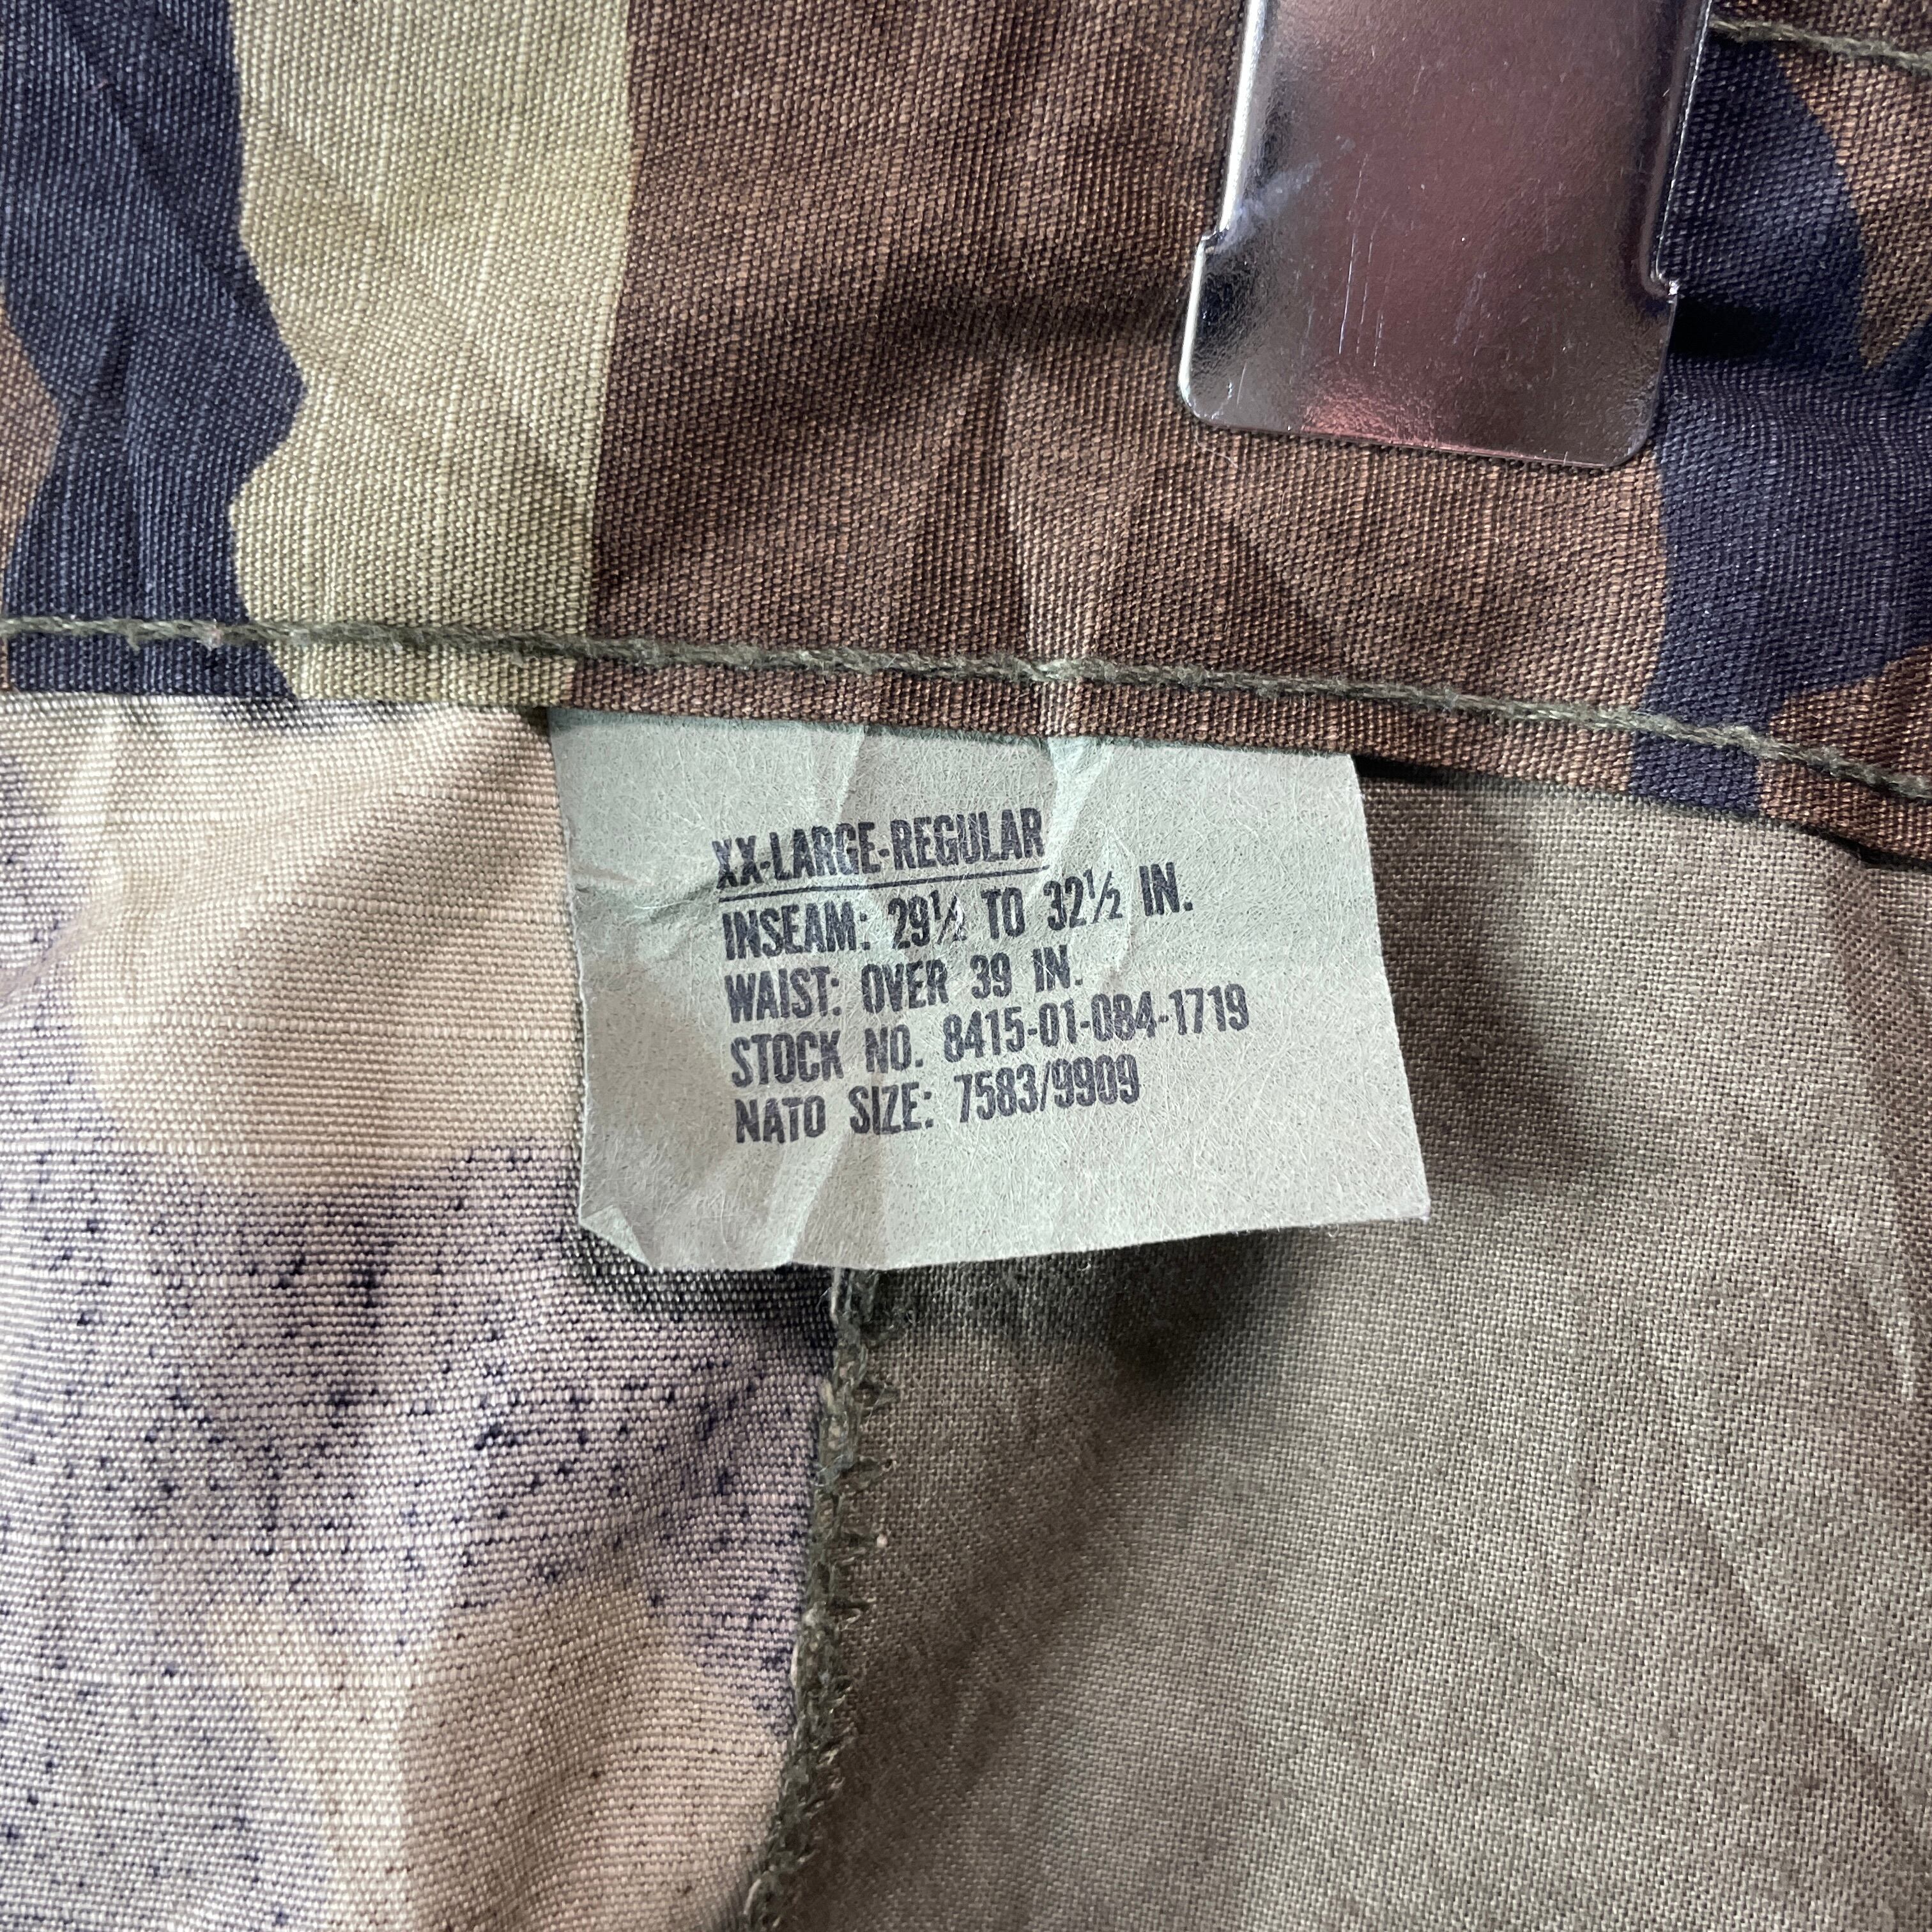 XX-LARGE-REGULAR
INSEAM: 29½ TO 32½ IN.
WAIST: OVER 39 IN.
STOCK NO. 8415-01-084-1719
NATO SIZE: 7583/9909